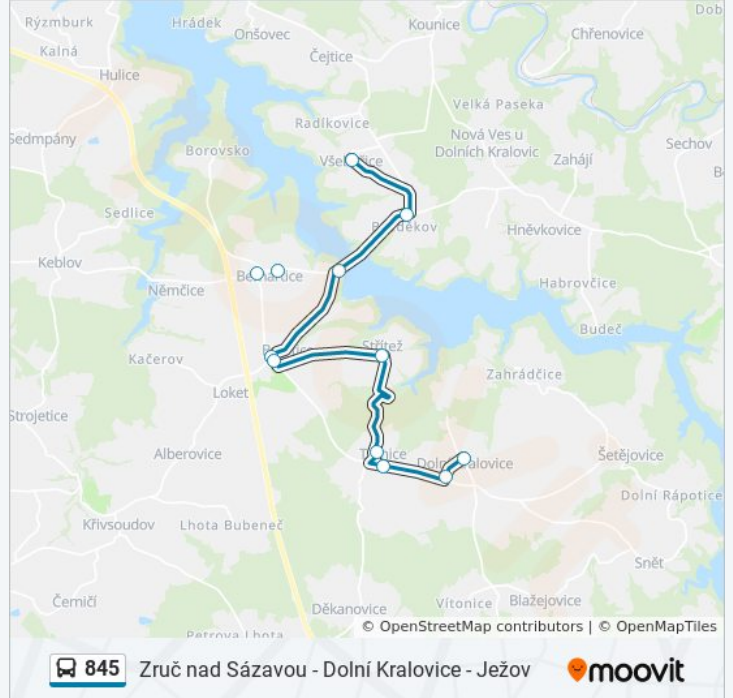 Rýzmburk
Hrádek
Kounice
Dob
Onšovec
Chřenovice
Kalná
Čejtice
Hulice
Velká Paseka
Radíkovice
Nová Ves u
Dolních Kralovic
Sedmpány
Borovsko
Zahájí
Sechov
Sedlice
Hněvkovice
Keblov
Němčice
Habrovčice
Budeč
Střítež
Kačerov
Zahrádčice
Loket
Strojetice
Alberovice
Šetějovice
Dolní Rápotice
Křivsoudov
Lhota Bubeneč
Snět
Čemičí
Děkanovice
Vítonice
Blažejovice
Petrova Lhota
© OpenStreetMap contributors | © OpenMapTiles
845 Zruč nad Sázavou - Dolní Kralovice - Ježov
moovit